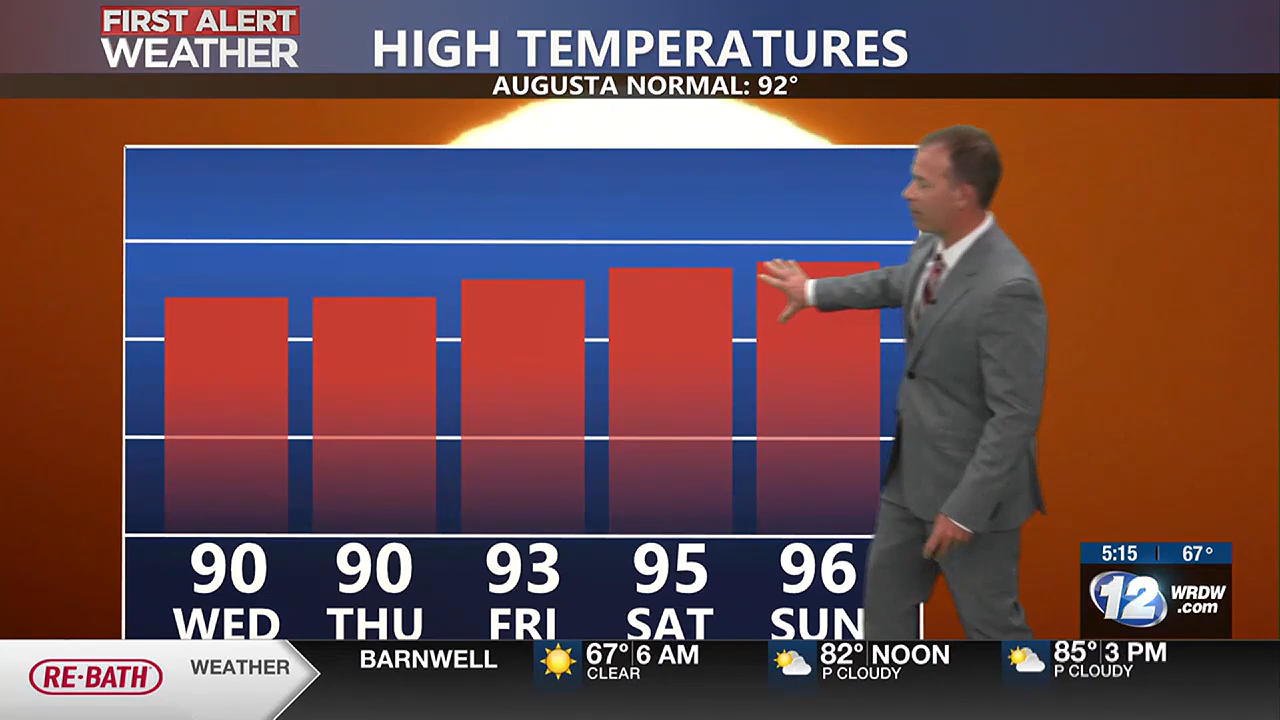 FIRST ALERT
WEATHER
HIGH TEMPERATURES
AUGUSTA NORMAL: 92°
90 90 93 95 96
WED THU FRI SAT SUN
5:15 67°
12 WRDW
.com
RE·BATH
WEATHER
BARNWELL
67° 6 AM
CLEAR
82° NOON
P CLOUDY
85° 3 PM
P CLOUDY